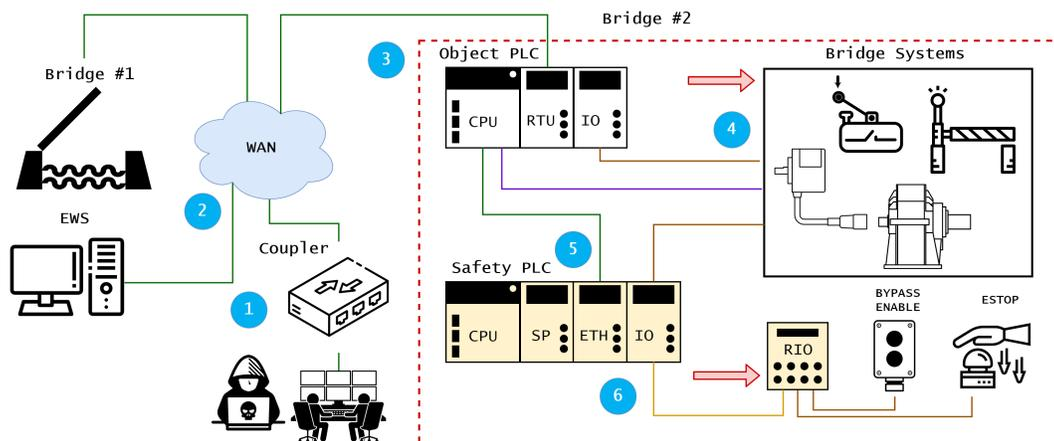 Bridge #2
3
Object PLC
Bridge Systems
Bridge #1
CPU
RTU
IO
4
WAN
2
EWS
Coupler
5
Safety PLC
1
BYPASS
ENABLE
ESTOP
CPU
SP
ETH
IO
RIO
6